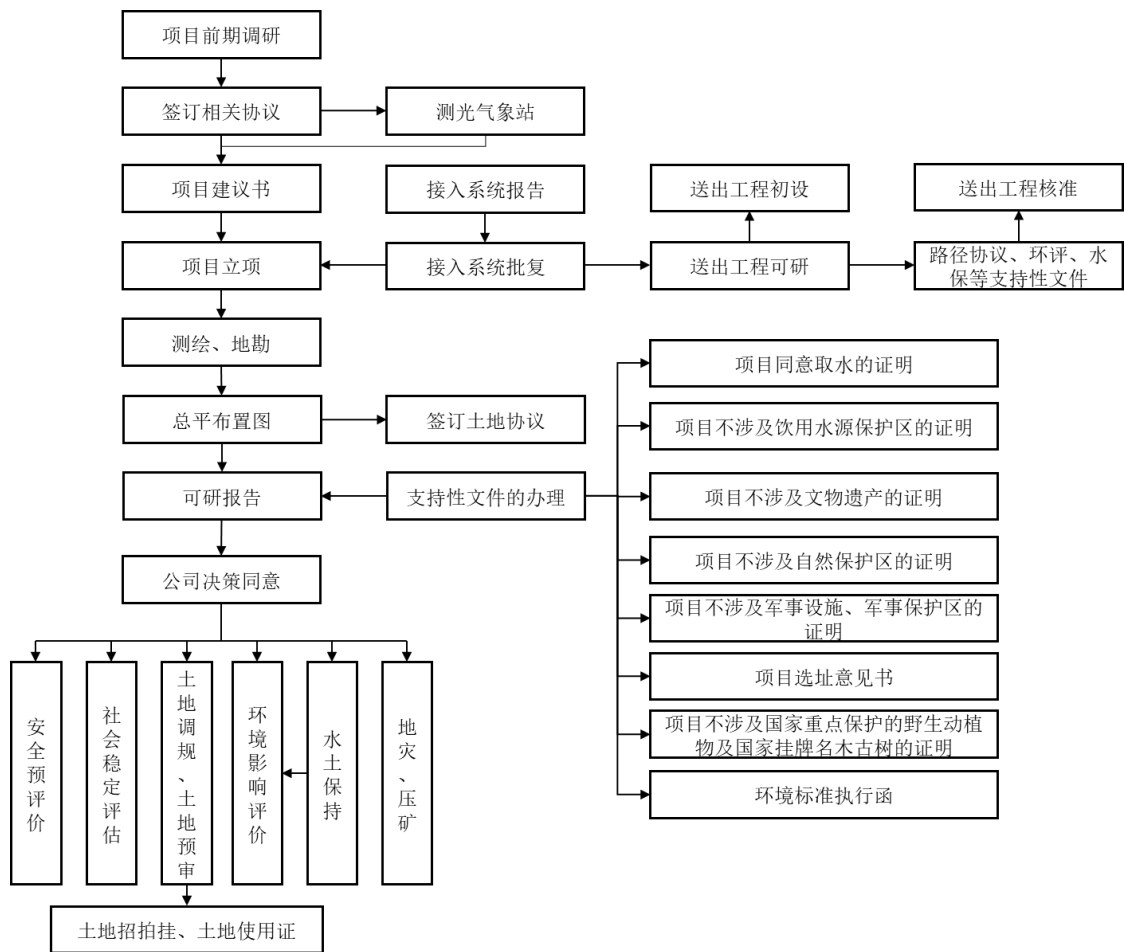 项目前期调研
签订相关协议
测光气象站
项目建议书
接入系统报告
送出工程初设
送出工程核准
项目立项
接入系统批复
送出工程可研
路径协议、环评、水
保等支持性文件
测绘、地勘
项目同意取水的证明
总平布置图
签订土地协议
项目不涉及饮用水源保护区的证明
可研报告
支持性文件的办理
项目不涉及文物遗产的证明
公司决策同意
项目不涉及自然保护区的证明
项目不涉及军事设施、军事保护区的
证明
项目选址意见书
项目不涉及国家重点保护的野生动植
物及国家挂牌名木古树的证明
环境标准执行函
安全预评价
社会稳定评估
土地调规、土地预审
环境影响评价
水土保持
地灾、压矿
土地招拍挂、土地使用证